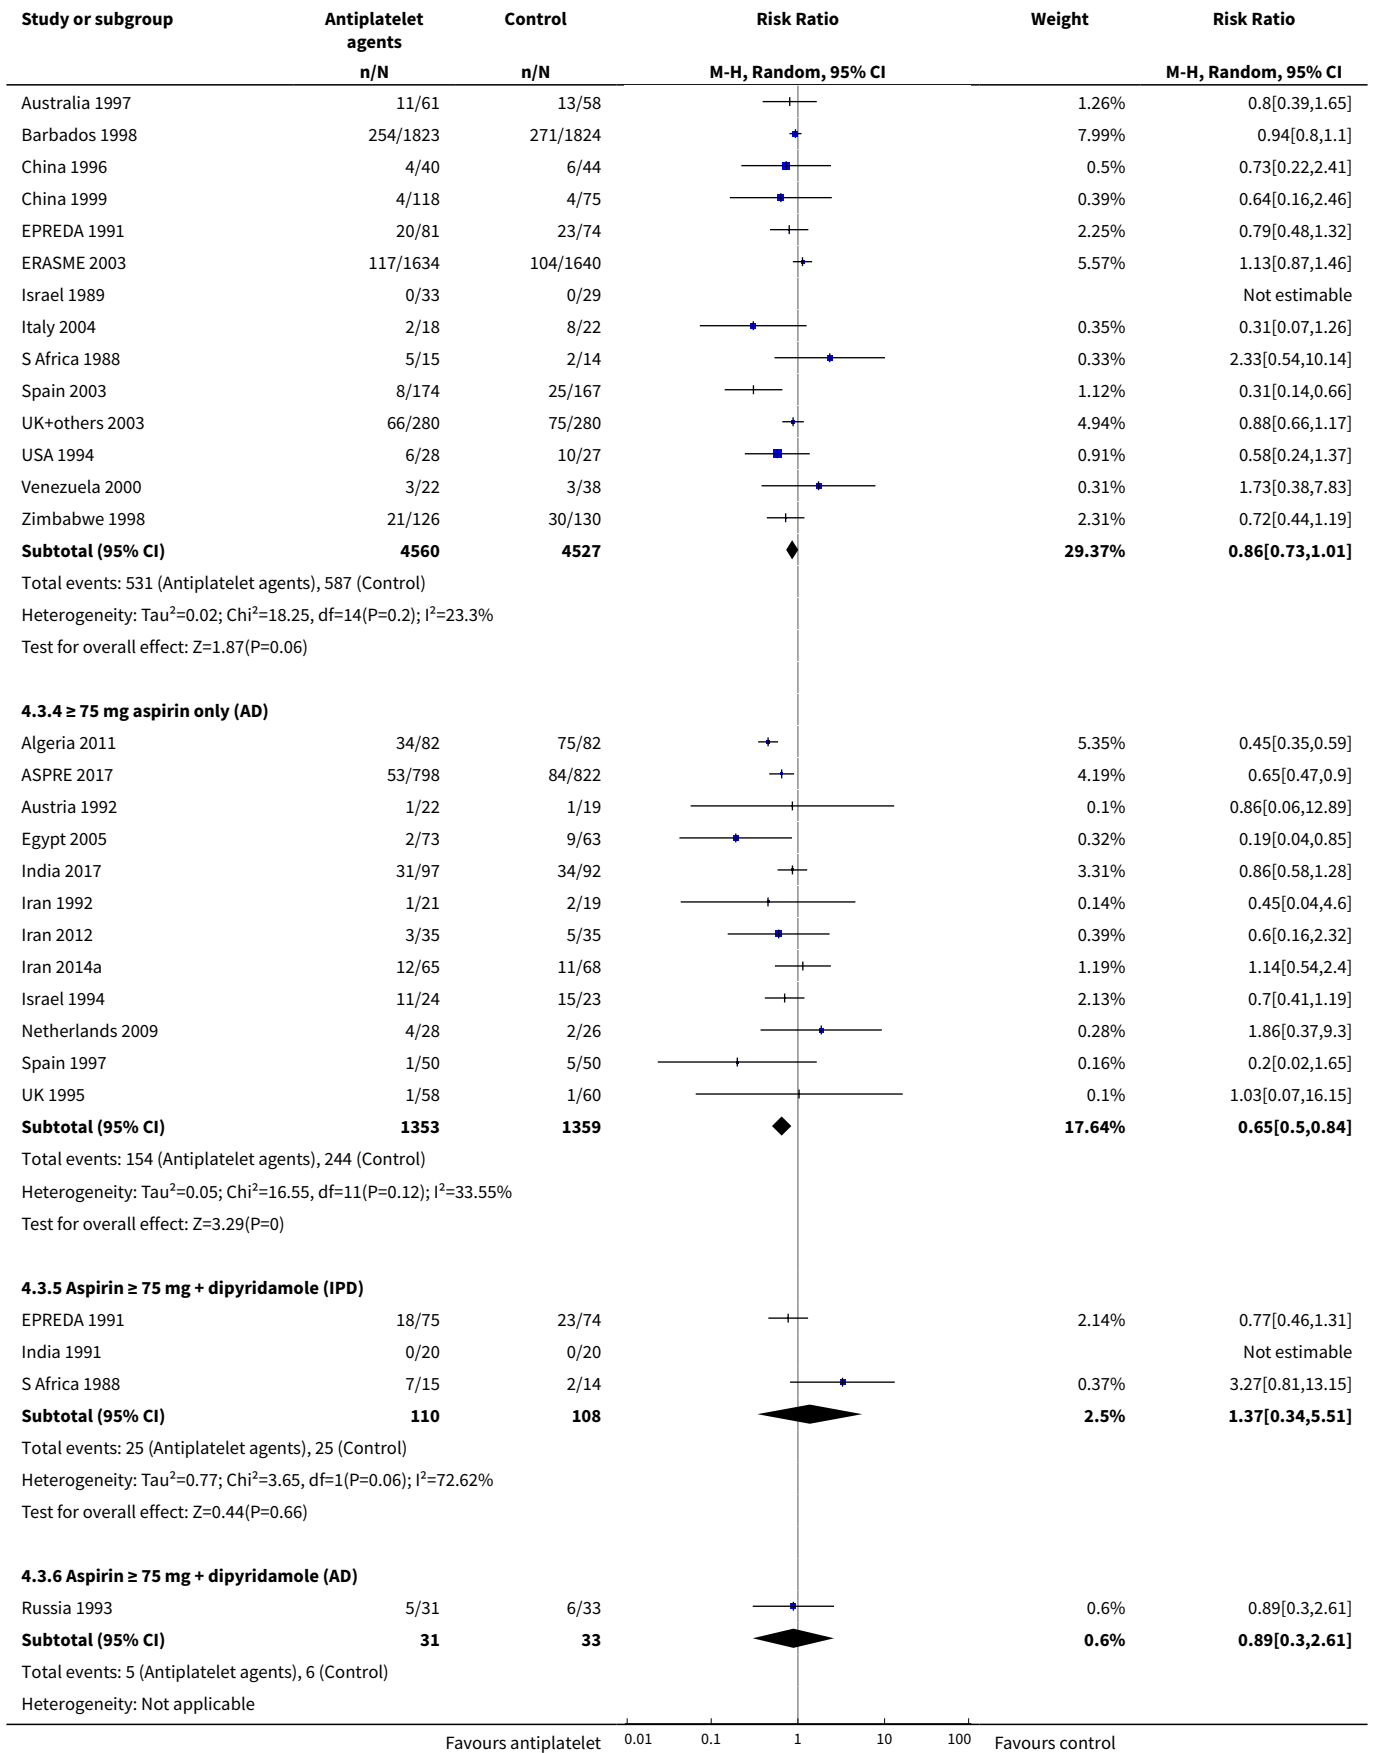 Study or subgroup Antiplatelet agents Control Risk Ratio Weight Risk Ratio
n/N n/N M-H, Random, 95% CI M-H, Random, 95% CI
Australia 1997 11/61 13/58 1.26% 0.8[0.39,1.65]
Barbados 1998 254/1823 271/1824 7.99% 0.94[0.8,1.1]
China 1996 4/40 6/44 0.5% 0.73[0.22,2.41]
China 1999 4/118 4/75 0.39% 0.64[0.16,2.46]
EPREDA 1991 20/81 23/74 2.25% 0.79[0.48,1.32]
ERASME 2003 117/1634 104/1640 5.57% 1.13[0.87,1.46]
Israel 1989 0/33 0/29 Not estimable
Italy 2004 2/18 8/22 0.35% 0.31[0.07,1.26]
S Africa 1988 5/15 2/14 0.33% 2.33[0.54,10.14]
Spain 2003 8/174 25/167 1.12% 0.31[0.14,0.66]
UK+others 2003 66/280 75/280 4.94% 0.88[0.66,1.17]
USA 1994 6/28 10/27 0.91% 0.58[0.24,1.37]
Venezuela 2000 3/22 3/38 0.31% 1.73[0.38,7.83]
Zimbabwe 1998 21/126 30/130 2.31% 0.72[0.44,1.19]
Subtotal (95% CI) 4560 4527 29.37% 0.86[0.73,1.01]
Total events: 531 (Antiplatelet agents), 587 (Control)
Heterogeneity: Tau²=0.02; Chi²=18.25, df=14(P=0.2); I²=23.3%
Test for overall effect: Z=1.87(P=0.06)
4.3.4 ≥ 75 mg aspirin only (AD)
Algeria 2011 34/82 75/82 5.35% 0.45[0.35,0.59]
ASPRE 2017 53/798 84/822 4.19% 0.65[0.47,0.9]
Austria 1992 1/22 1/19 0.1% 0.86[0.06,12.89]
Egypt 2005 2/73 9/63 0.32% 0.19[0.04,0.85]
India 2017 31/97 34/92 3.31% 0.86[0.58,1.28]
Iran 1992 1/21 2/19 0.14% 0.45[0.04,4.6]
Iran 2012 3/35 5/35 0.39% 0.6[0.16,2.32]
Iran 2014a 12/65 11/68 1.19% 1.14[0.54,2.4]
Israel 1994 11/24 15/23 2.13% 0.7[0.41,1.19]
Netherlands 2009 4/28 2/26 0.28% 1.86[0.37,9.3]
Spain 1997 1/50 5/50 0.16% 0.2[0.02,1.65]
UK 1995 1/58 1/60 0.1% 1.03[0.07,16.15]
Subtotal (95% CI) 1353 1359 17.64% 0.65[0.5,0.84]
Total events: 154 (Antiplatelet agents), 244 (Control)
Heterogeneity: Tau²=0.05; Chi²=16.55, df=11(P=0.12); I²=33.55%
Test for overall effect: Z=3.29(P=0)
4.3.5 Aspirin ≥ 75 mg + dipyridamole (IPD)
EPREDA 1991 18/75 23/74 2.14% 0.77[0.46,1.31]
India 1991 0/20 0/20 Not estimable
S Africa 1988 7/15 2/14 0.37% 3.27[0.81,13.15]
Subtotal (95% CI) 110 108 2.5% 1.37[0.34,5.51]
Total events: 25 (Antiplatelet agents), 25 (Control)
Heterogeneity: Tau²=0.77; Chi²=3.65, df=1(P=0.06); I²=72.62%
Test for overall effect: Z=0.44(P=0.66)
4.3.6 Aspirin ≥ 75 mg + dipyridamole (AD)
Russia 1993 5/31 6/33 0.6% 0.89[0.3,2.61]
Subtotal (95% CI) 31 33 0.6% 0.89[0.3,2.61]
Total events: 5 (Antiplatelet agents), 6 (Control)
Heterogeneity: Not applicable
Favours antiplatelet 0.01 0.1 1 10 100 Favours control